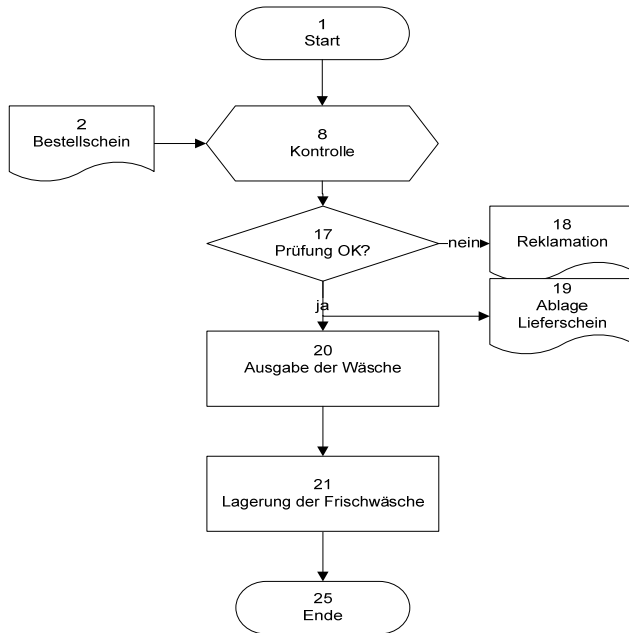 1
Start
2
Bestellschein
8
Kontrolle
17
Prüfung OK?
nein
18
Reklamation
ja
19
Ablage
Lieferschein
20
Ausgabe der Wäsche
21
Lagerung der Frischwäsche
25
Ende